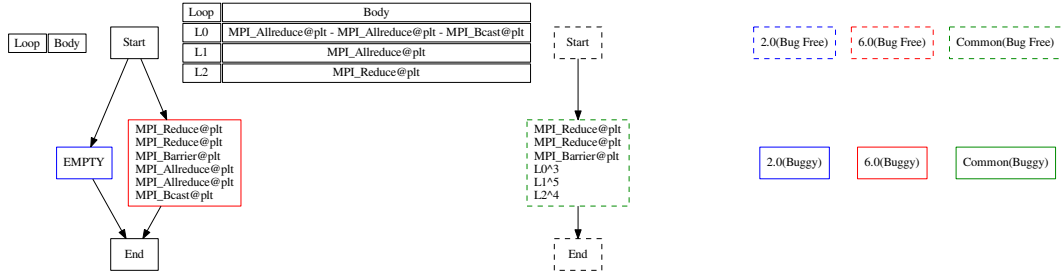 Loop Body
Start
Loop Body
L0 MPI_Allreduce@plt - MPI_Allreduce@plt - MPI_Bcast@plt
L1 MPI_Allreduce@plt
L2 MPI_Reduce@plt
Start
2.0(Bug Free)
6.0(Bug Free)
Common(Bug Free)
EMPTY
MPI_Reduce@plt
MPI_Reduce@plt
MPI_Barrier@plt
MPI_Allreduce@plt
MPI_Allreduce@plt
MPI_Bcast@plt
MPI_Reduce@plt
MPI_Reduce@plt
MPI_Barrier@plt
L0^3
L1^5
L2^4
2.0(Buggy)
6.0(Buggy)
Common(Buggy)
End
End